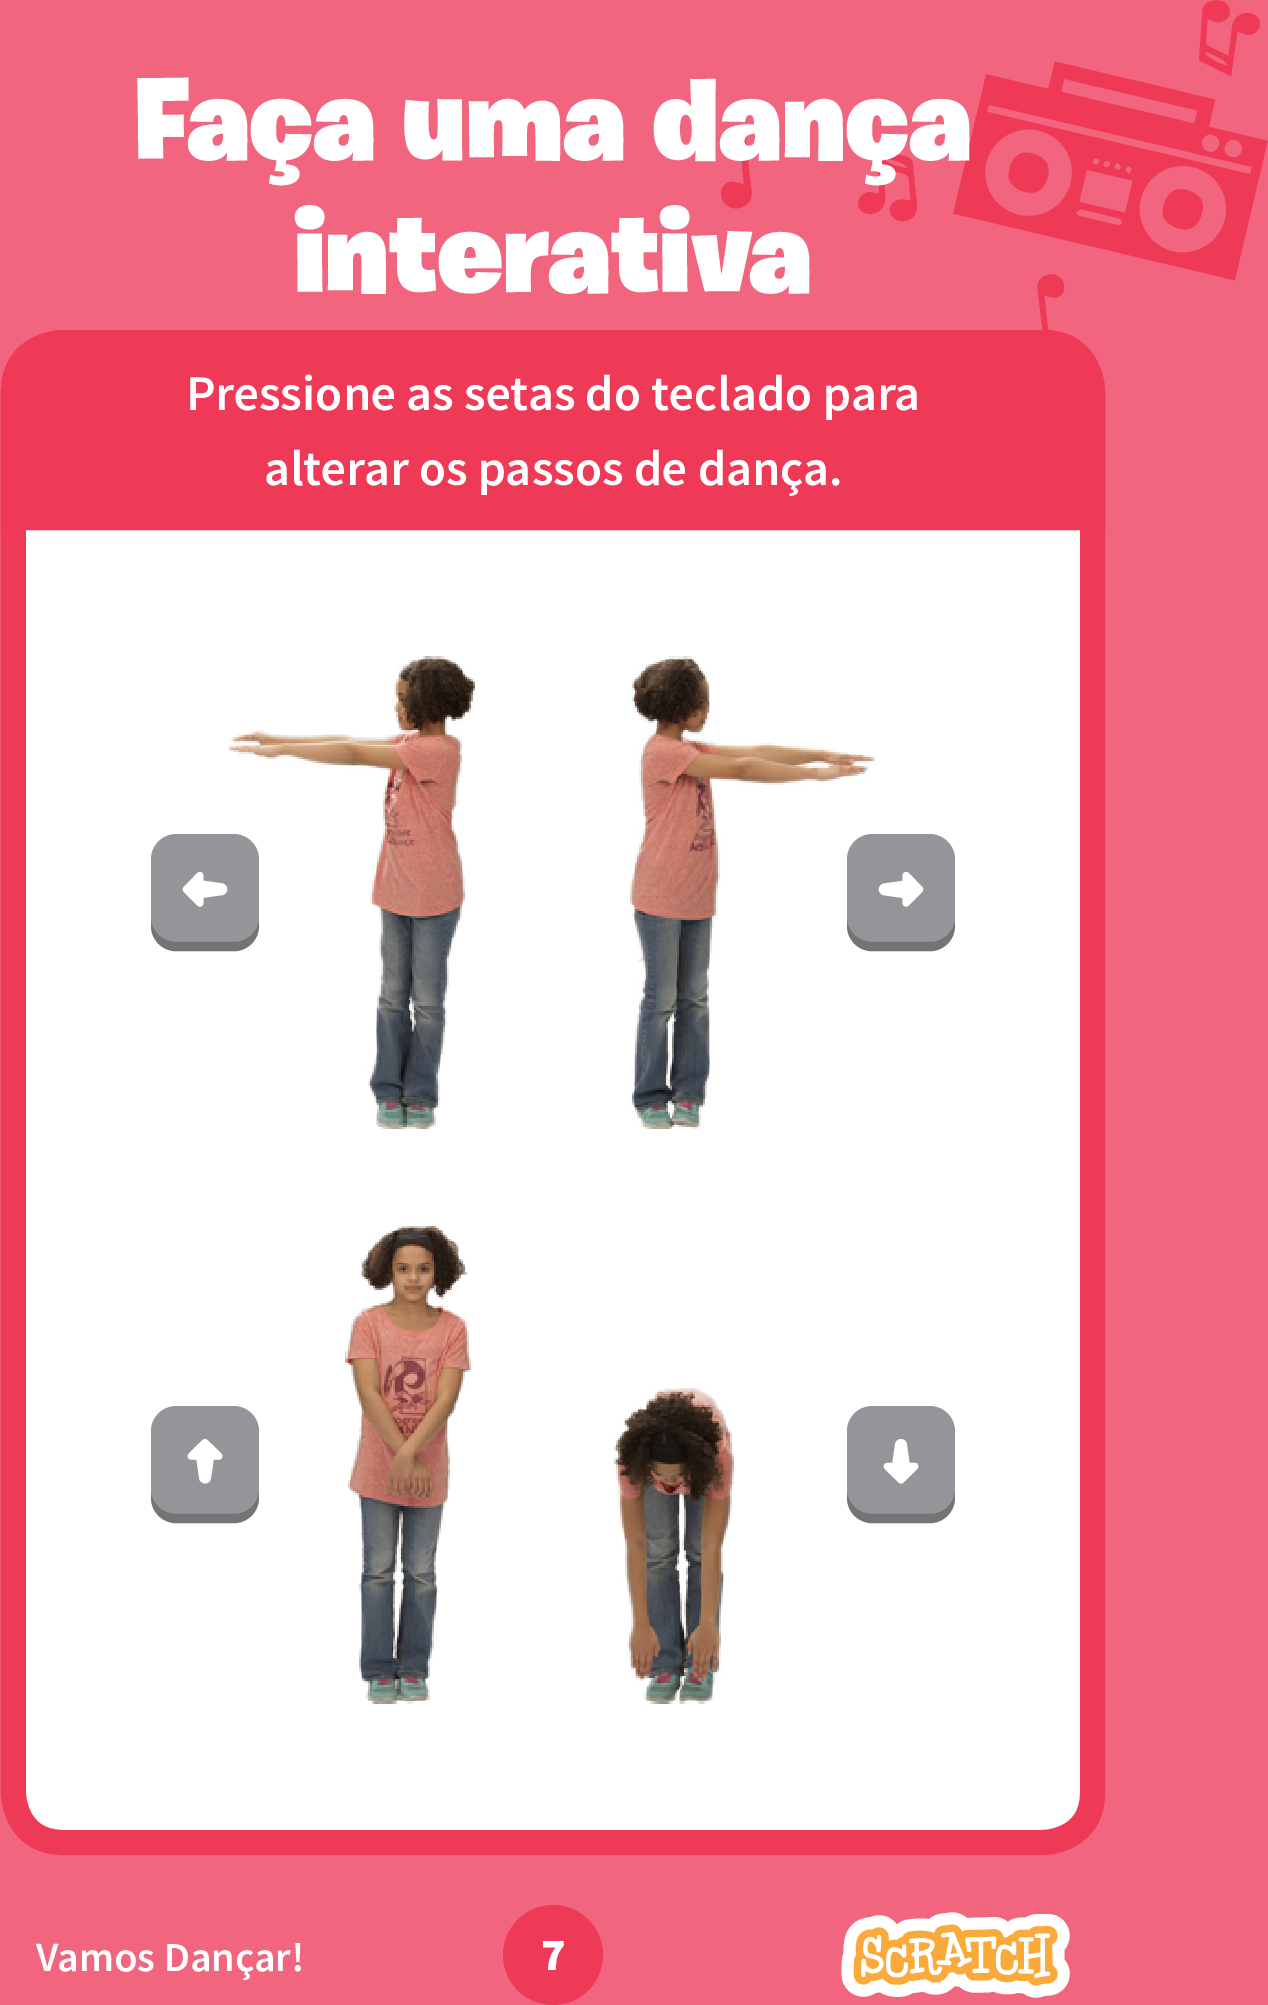 Faça uma dança
interativa
Pressione as setas do teclado para
alterar os passos de dança.
Vamos Dançar!
7
SCRATCH